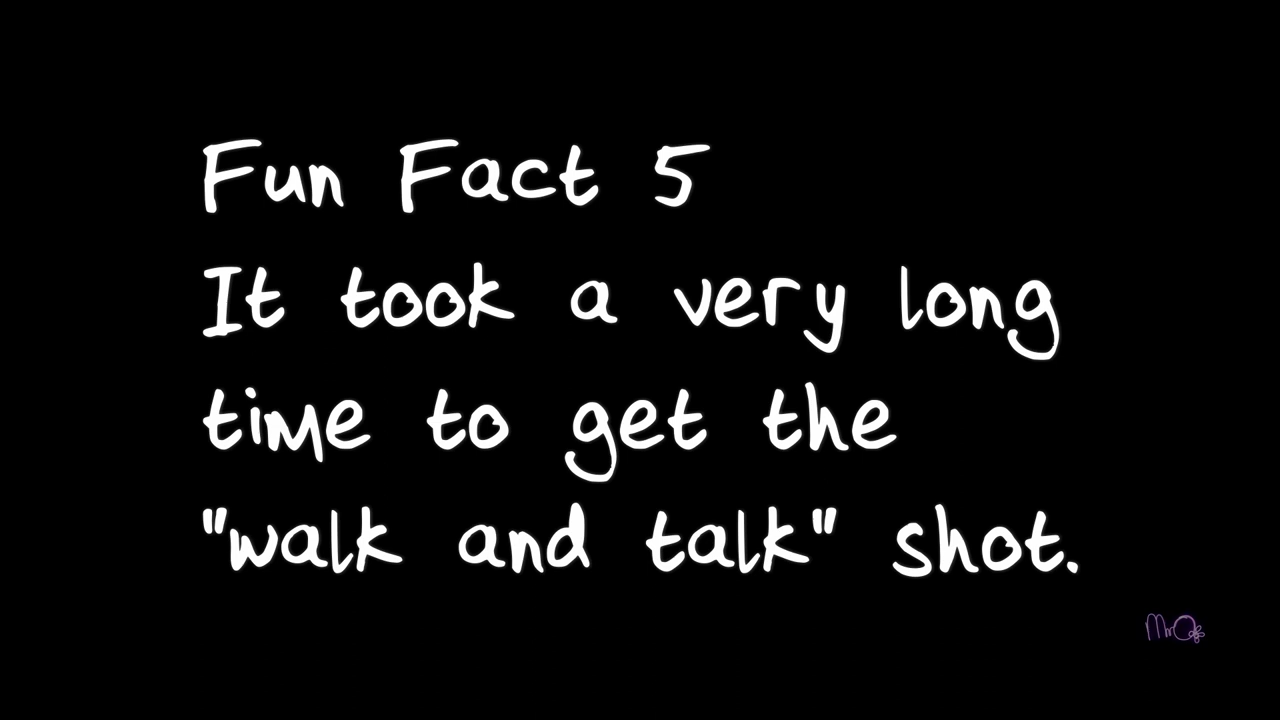 Fun Fact 5
It took a very long
time to get the
"walk and talk" shot.